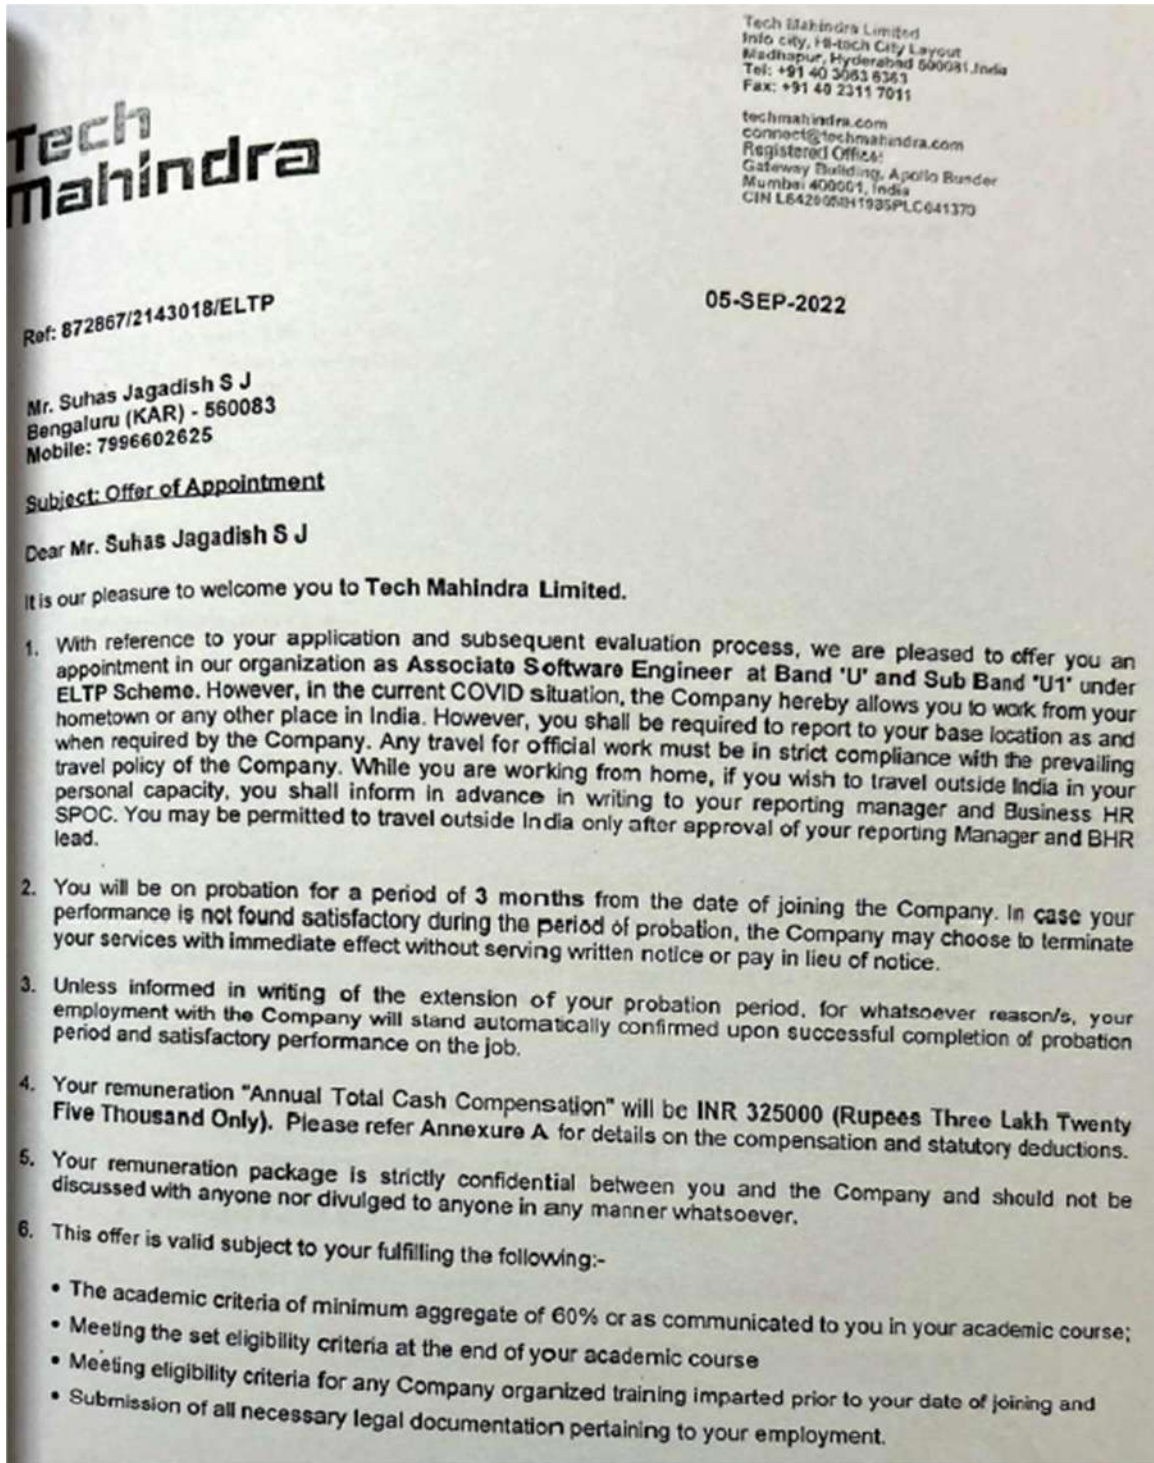 Tech Mahindra Limited
Info city, Hi-tech City Layout
Madhapur, Hyderabad 500081,India
Tel: +91 40 3063 6363
Fax: +91 40 2311 7011
techmahindra.com
connect@techmahindra.com
Registered Office:
Gateway Building, Apollo Bunder
Mumbai 400001, India
CIN L64200MH1986PLC041370
Tech
Mahindra
Ref: 872867/2143018/ELTP
05-SEP-2022
Mr. Suhas Jagadish S J
Bengaluru (KAR) - 560083
Mobile: 7996602625
Subject: Offer of Appointment
Dear Mr. Suhas Jagadish S J
It is our pleasure to welcome you to Tech Mahindra Limited.
1. With reference to your application and subsequent evaluation process, we are pleased to offer you an
appointment in our organization as Associate Software Engineer at Band 'U' and Sub Band 'U1' under
ELTP Scheme. However, in the current COVID situation, the Company hereby allows you to work from your
hometown or any other place in India. However, you shall be required to report to your base location as and
when required by the Company. Any travel for official work must be in strict compliance with the prevailing
travel policy of the Company. While you are working from home, if you wish to travel outside India in your
personal capacity, you shall inform in advance in writing to your reporting manager and Business HR
SPOC. You may be permitted to travel outside India only after approval of your reporting Manager and BHR
lead.
2. You will be on probation for a period of 3 months from the date of joining the Company. In case your
performance is not found satisfactory during the period of probation, the Company may choose to terminate
your services with immediate effect without serving written notice or pay in lieu of notice.
3. Unless informed in writing of the extension of your probation period, for whatsoever reason/s, your
employment with the Company will stand automatically confirmed upon successful completion of probation
period and satisfactory performance on the job.
4. Your remuneration "Annual Total Cash Compensation" will be INR 325000 (Rupees Three Lakh Twenty
Five Thousand Only). Please refer Annexure A for details on the compensation and statutory deductions.
5. Your remuneration package is strictly confidential between you and the Company and should not be
discussed with anyone nor divulged to anyone in any manner whatsoever.
6. This offer is valid subject to your fulfilling the following:-
• The academic criteria of minimum aggregate of 60% or as communicated to you in your academic course;
• Meeting the set eligibility criteria at the end of your academic course
• Meeting eligibility criteria for any Company organized training imparted prior to your date of joining and
• Submission of all necessary legal documentation pertaining to your employment.